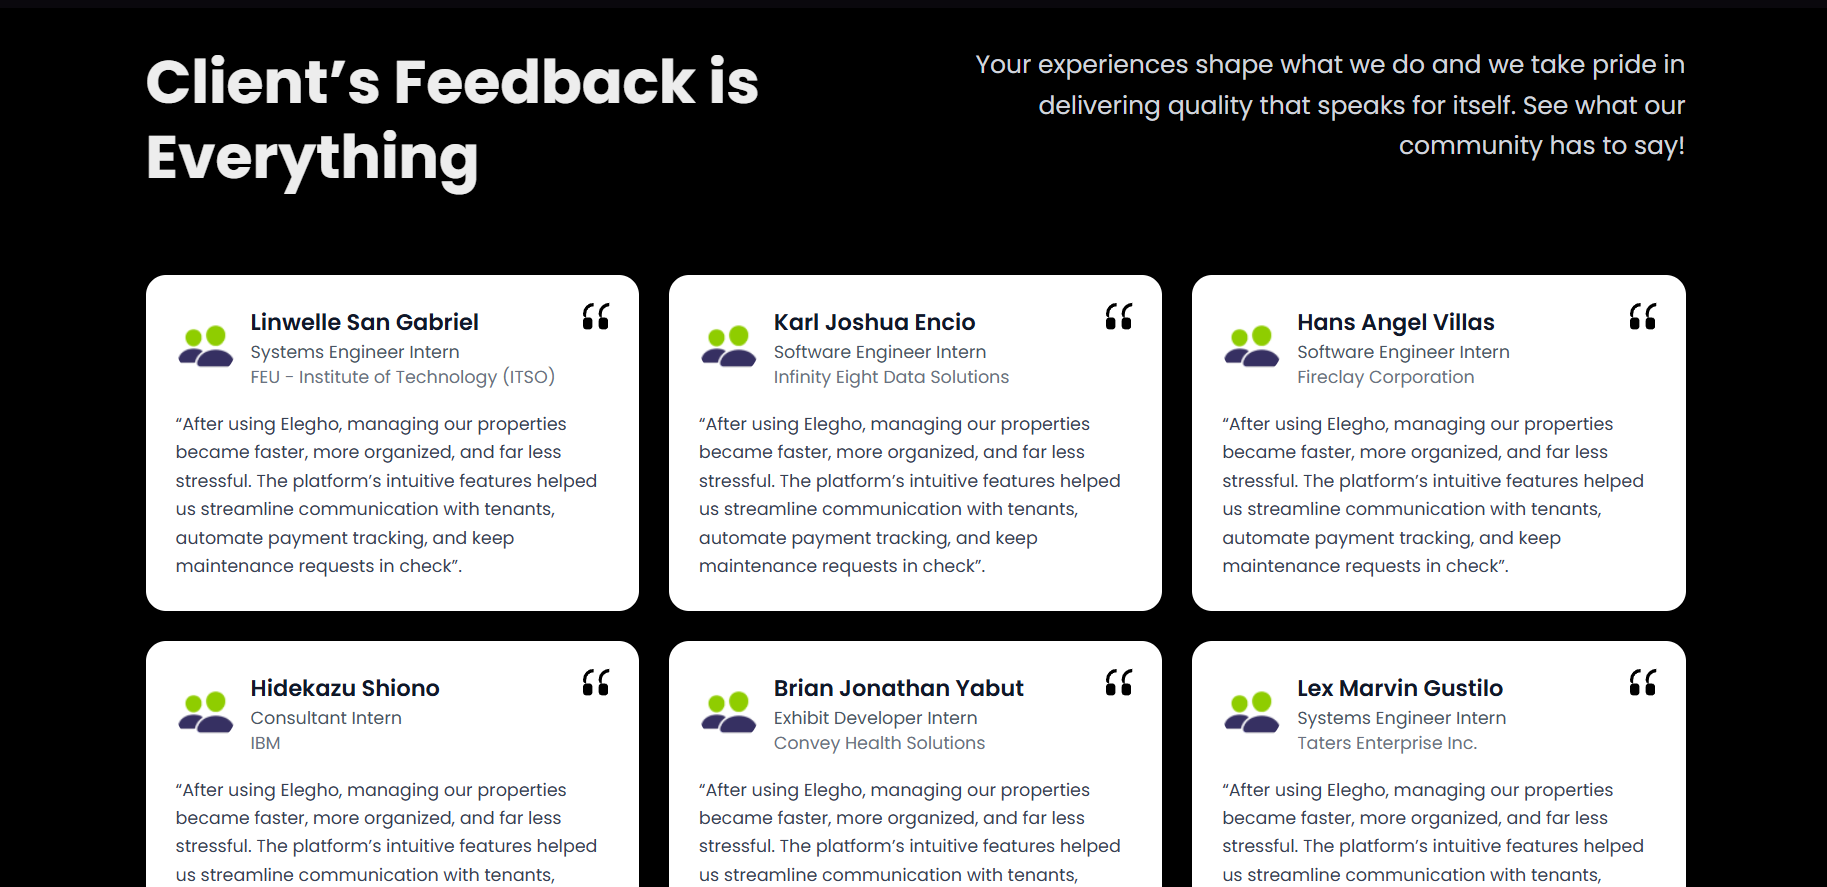 Client’s Feedback is
Everything
Your experiences shape what we do and we take pride in
delivering quality that speaks for itself. See what our
community has to say!
Linwelle San Gabriel
Systems Engineer Intern
FEU - Institute of Technology (ITSO)
“After using Elegho, managing our properties
became faster, more organized, and far less
stressful. The platform’s intuitive features helped
us streamline communication with tenants,
automate payment tracking, and keep
maintenance requests in check”.
Karl Joshua Encio
Software Engineer Intern
Infinity Eight Data Solutions
“After using Elegho, managing our properties
became faster, more organized, and far less
stressful. The platform’s intuitive features helped
us streamline communication with tenants,
automate payment tracking, and keep
maintenance requests in check”.
Hans Angel Villas
Software Engineer Intern
Fireclay Corporation
“After using Elegho, managing our properties
became faster, more organized, and far less
stressful. The platform’s intuitive features helped
us streamline communication with tenants,
automate payment tracking, and keep
maintenance requests in check”.
Hidekazu Shiono
Consultant Intern
IBM
“After using Elegho, managing our properties
became faster, more organized, and far less
stressful. The platform’s intuitive features helped
us streamline communication with tenants,
Brian Jonathan Yabut
Exhibit Developer Intern
Convey Health Solutions
“After using Elegho, managing our properties
became faster, more organized, and far less
stressful. The platform’s intuitive features helped
us streamline communication with tenants,
Lex Marvin Gustilo
Systems Engineer Intern
Taters Enterprise Inc.
“After using Elegho, managing our properties
became faster, more organized, and far less
stressful. The platform’s intuitive features helped
us streamline communication with tenants,